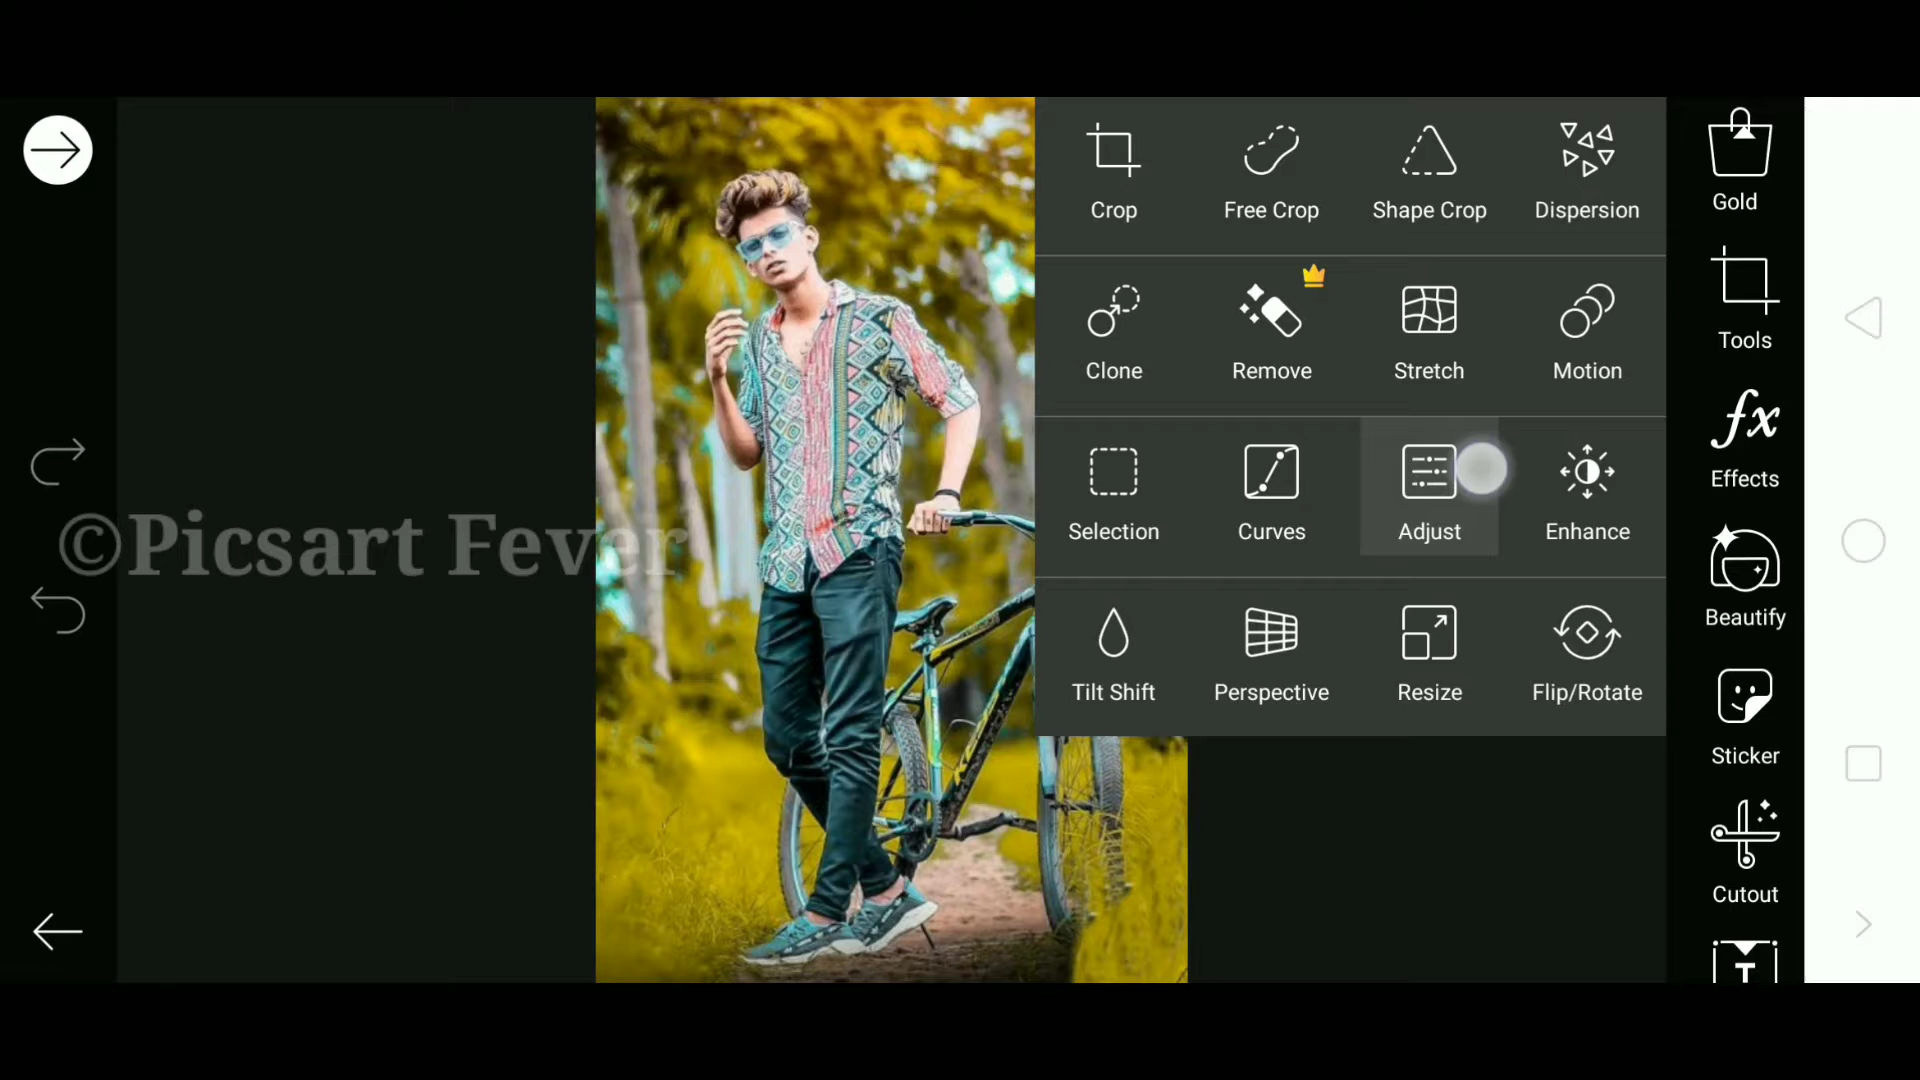 Crop
Free Crop
Shape Crop
Dispersion
Gold
Clone
Remove
Stretch
Motion
Tools
fx
Effects
Selection
Curves
Adjust
Enhance
©Picsart Fever
Beautify
Tilt Shift
Perspective
Resize
Flip/Rotate
Sticker
Cutout
T